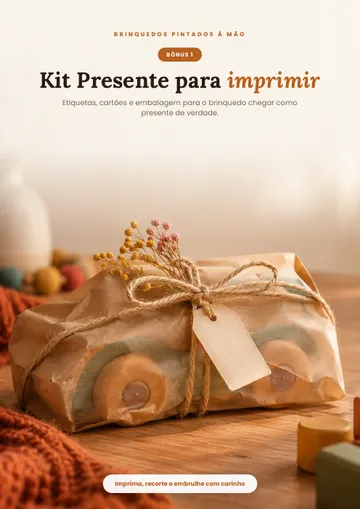 BRINQUEDOS PINTADOS À MÃO
BÔNUS 1
Kit Presente para imprimir
Etiquetas, cartões e embalagem para o brinquedo chegar como
presente de verdade.
Imprima, recorte e embrulhe com carinho